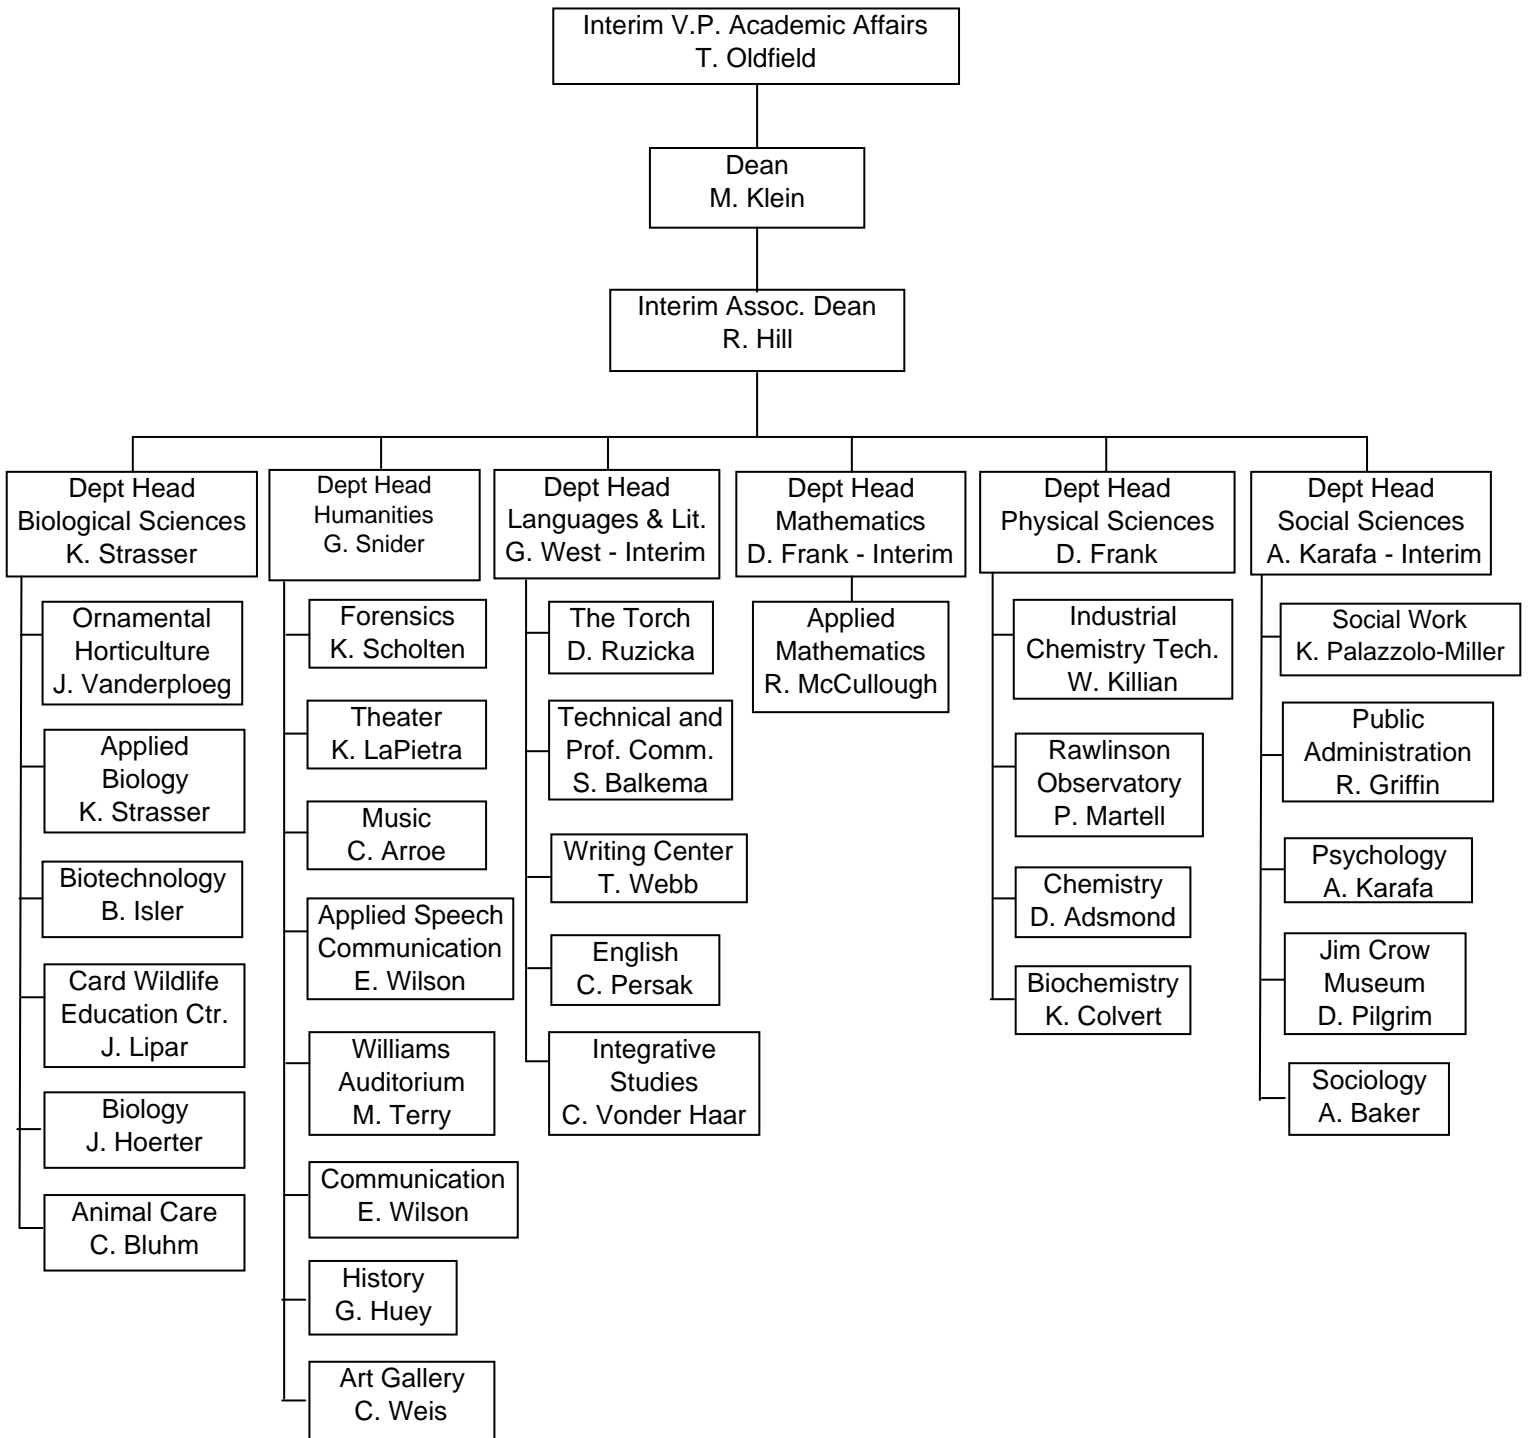 Interim V.P. Academic Affairs
T. Oldfield
Dean
M. Klein
Interim Assoc. Dean
R. Hill
Dept Head
Biological Sciences
K. Strasser
Ornamental
Horticulture
J. Vanderploeg
Applied
Biology
K. Strasser
Biotechnology
B. Isler
Card Wildlife
Education Ctr.
J. Lipar
Biology
J. Hoerter
Animal Care
C. Bluhm
Dept Head
Humanities
G. Snider
Forensics
K. Scholten
Theater
K. LaPietra
Music
C. Arroe
Applied Speech
Communication
E. Wilson
Williams
Auditorium
M. Terry
Communication
E. Wilson
History
G. Huey
Art Gallery
C. Weis
Dept Head
Languages & Lit.
G. West - Interim
The Torch
D. Ruzicka
Technical and
Prof. Comm.
S. Balkema
Writing Center
T. Webb
English
C. Persak
Integrative
Studies
C. Vonder Haar
Dept Head
Mathematics
D. Frank - Interim
Applied
Mathematics
R. McCullough
Dept Head
Physical Sciences
D. Frank
Industrial
Chemistry Tech.
W. Killian
Rawlinson
Observatory
P. Martell
Chemistry
D. Adsmond
Biochemistry
K. Colvert
Dept Head
Social Sciences
A. Karafa - Interim
Social Work
K. Palazzolo-Miller
Public
Administration
R. Griffin
Psychology
A. Karafa
Jim Crow
Museum
D. Pilgrim
Sociology
A. Baker